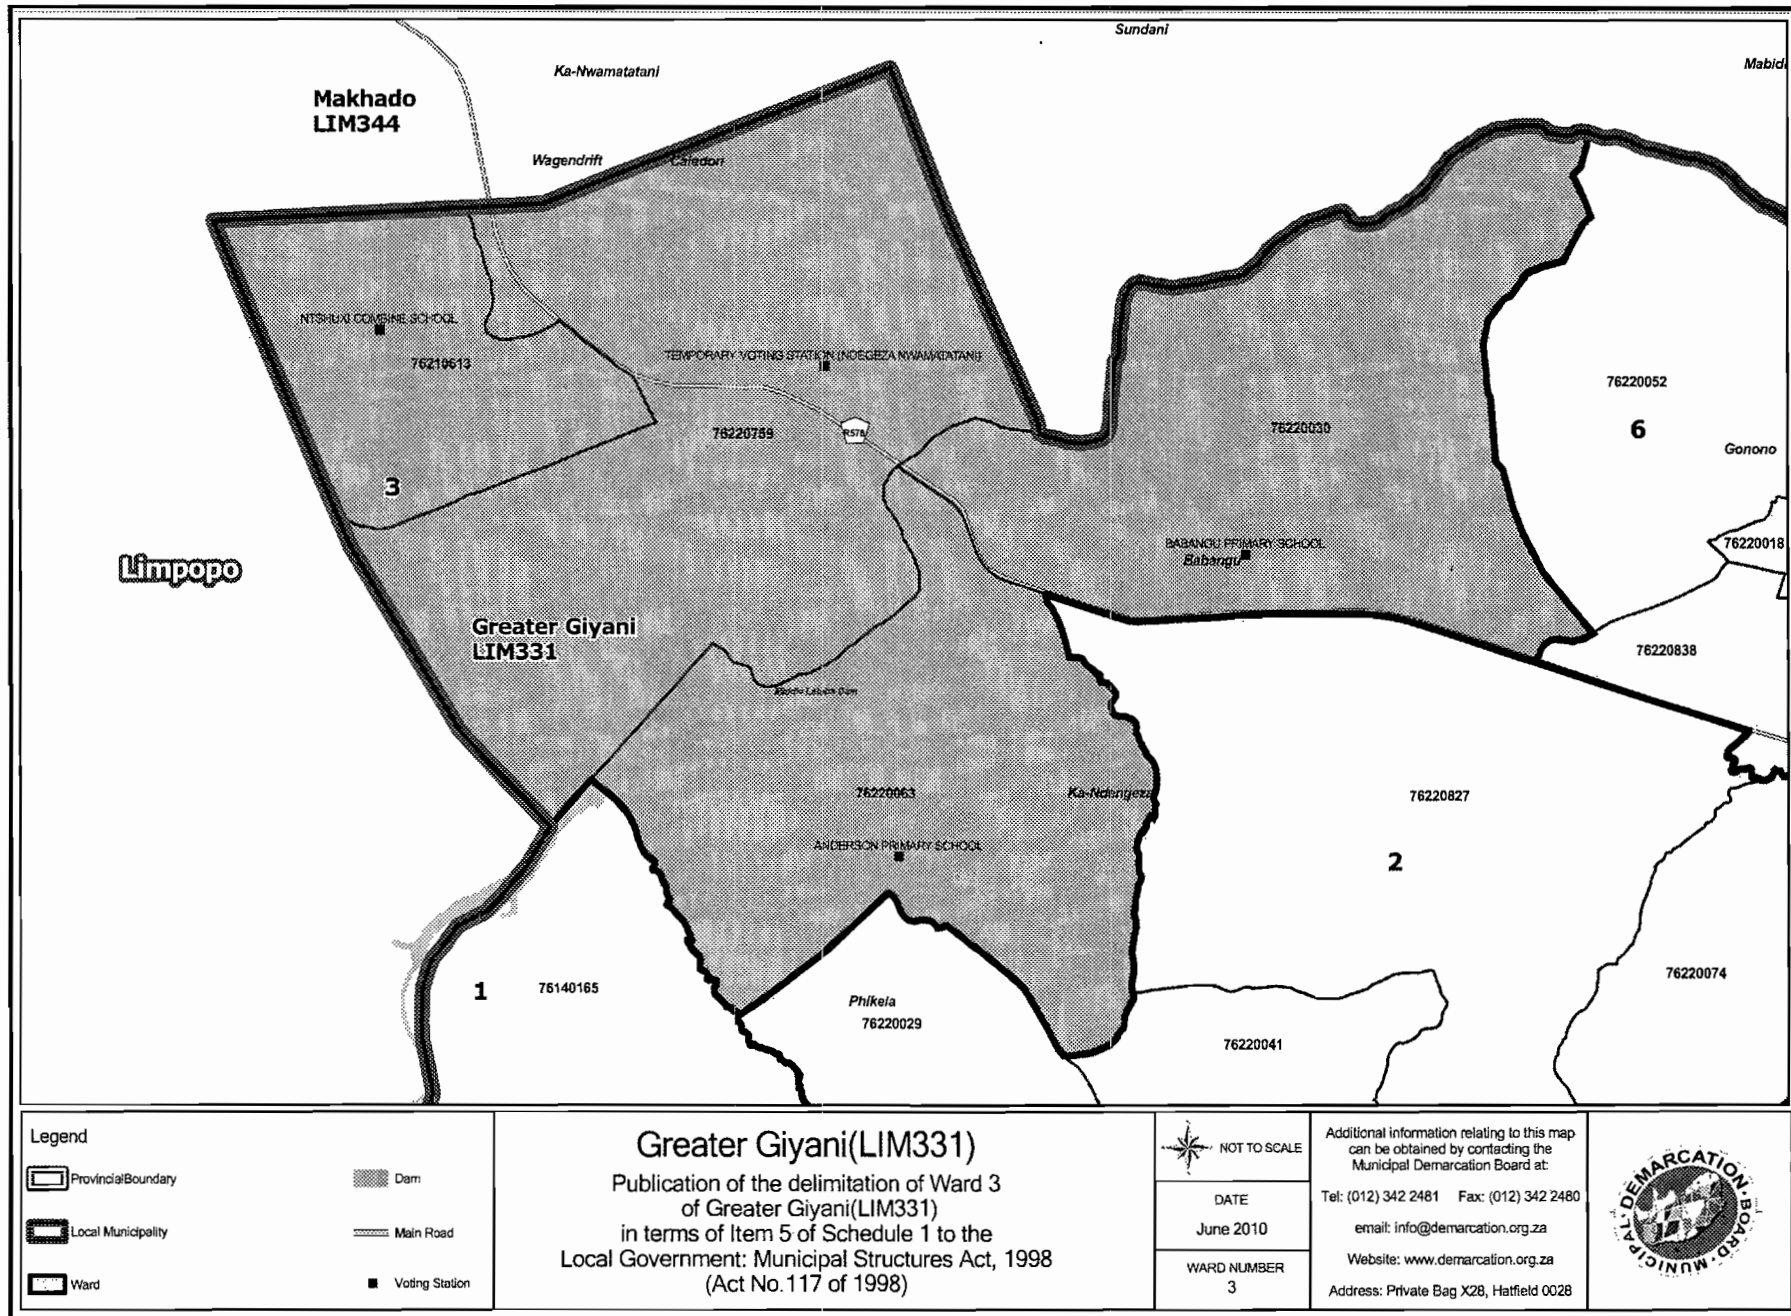 Sundani
Ka-Nwamatatani
Mabidi
Makhado
LIM344
Wagendrift
Caledon
NTSHUXI COMBINE SCHOOL
76210613
TEMPORARY VOTING STATION (NDEGEZA NWAMATATANI)
76220759
R578
76220030
76220052
6
Gonono
3
76220018
BABANGU PRIMARY SCHOOL
Babangu
Limpopo
Greater Giyani
LIM331
76220838
Dam
76220063
Ka-Ndengeza
76220827
ANDERSON PRIMARY SCHOOL
2
1
76140165
76220074
Phikela
76220029
76220041
Legend
ProvincialBoundary
Dam
Local Municipality
Main Road
Ward
Voting Station
Greater Giyani(LIM331)
Publication of the delimitation of Ward 3
of Greater Giyani(LIM331)
in terms of Item 5 of Schedule 1 to the
Local Government: Municipal Structures Act, 1998
(Act No.117 of 1998)
NOT TO SCALE
DATE
June 2010
WARD NUMBER
3
Additional information relating to this map
can be obtained by contacting the
Municipal Demarcation Board at:
Tel: (012) 342 2481 Fax: (012) 342 2480
email: info@demarcation.org.za
Website: www.demarcation.org.za
Address: Private Bag X28, Hatfield 0028
MUNICIPAL DEMARCATION BOARD